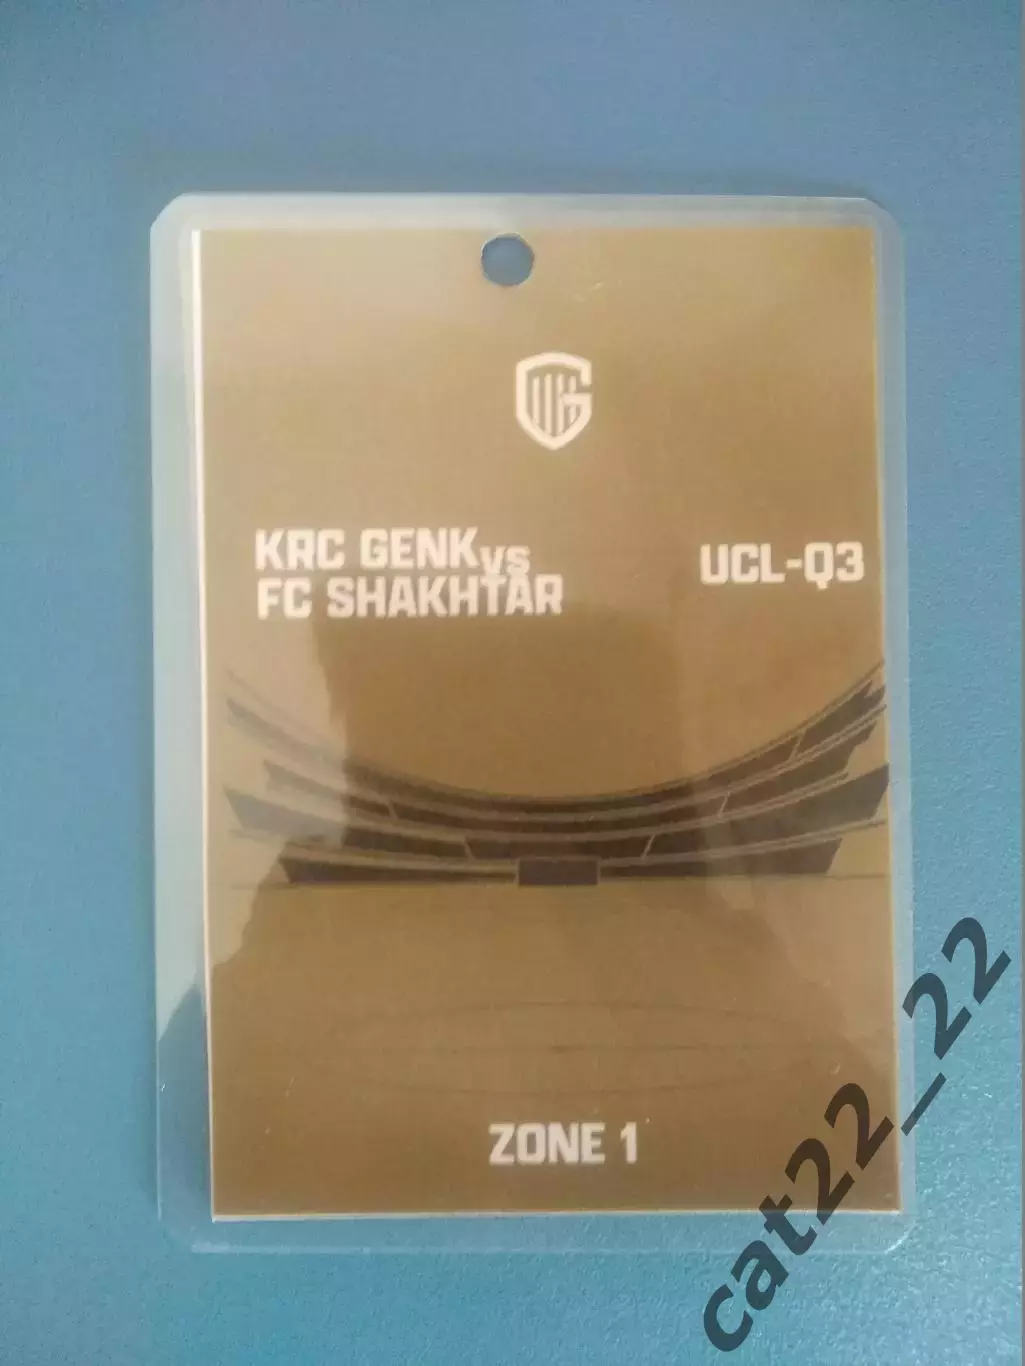 KRC GENK vs
FC SHAKHTAR
UCL-Q3
ZONE 1
cat22_22